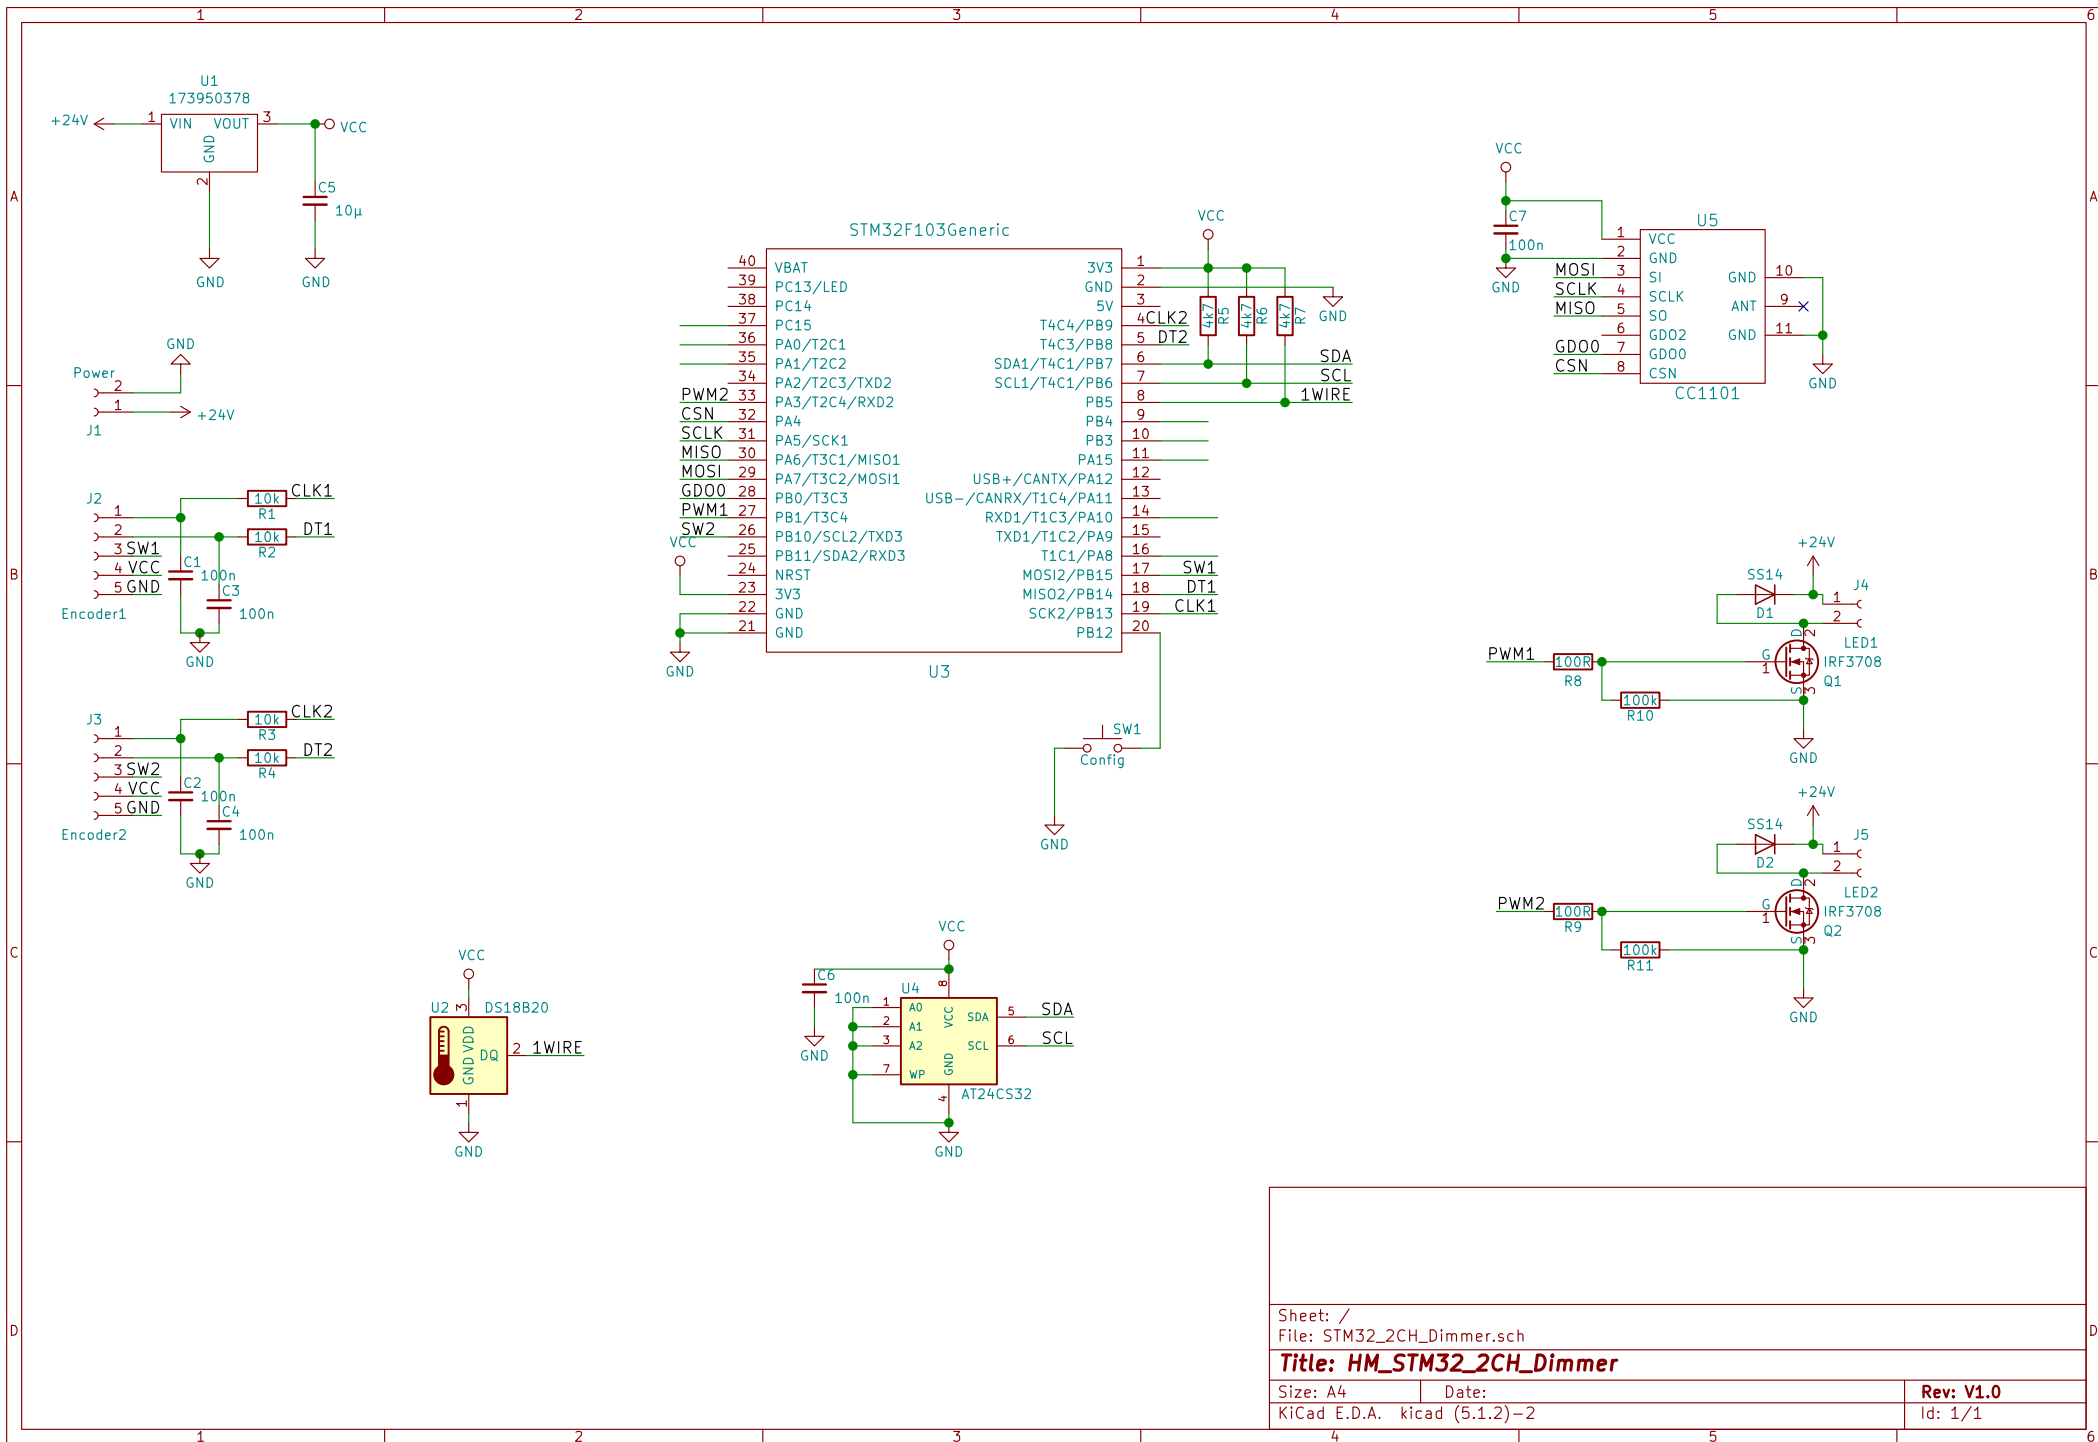 1 2 3 4 5 6
A
B
C
D
A
B
C
D
1 2 3 4 5 6
U1
173950378
+24V
1 VIN VOUT 3
GND
2
VCC
C5
10µ
GND
GND
GND
Power
2
1
+24V
J1
J2
1
2
3 SW1
4 VCC
5 GND
Encoder1
10k CLK1
R1
10k DT1
R2
C1
100n
C3
100n
GND
J3
1
2
3 SW2
4 VCC
5 GND
Encoder2
10k CLK2
R3
10k DT2
R4
C2
100n
C4
100n
GND
STM32F103Generic
40 VBAT
39 PC13/LED
38 PC14
37 PC15
36 PA0/T2C1
35 PA1/T2C2
34 PA2/T2C3/TXD2
PWM2 33 PA3/T2C4/RXD2
CSN 32 PA4
SCLK 31 PA5/SCK1
MISO 30 PA6/T3C1/MISO1
MOSI 29 PA7/T3C2/MOSI1
GDO0 28 PB0/T3C3
PWM1 27 PB1/T3C4
SW2 26 PB10/SCL2/TXD3
25 PB11/SDA2/RXD3
24 NRST
23 3V3
22 GND
21 GND
VCC
GND
3V3 1
GND 2
5V 3
T4C4/PB9 4 CLK2
T4C3/PB8 5 DT2
SDA1/T4C1/PB7 6 SDA
SCL1/T4C1/PB6 7 SCL
PB5 8 1WIRE
PB4 9
PB3 10
PA15 11
USB+/CANTX/PA12 12
USB-/CANRX/T1C4/PA11 13
RXD1/T1C3/PA10 14
TXD1/T1C2/PA9 15
T1C1/PA8 16
MOSI2/PB15 17 SW1
MISO2/PB14 18 DT1
SCK2/PB13 19 CLK1
PB12 20
U3
VCC
4k7 R5
4k7 R6
4k7 R7
GND
SW1
Config
GND
VCC
C7
100n
GND
U5
1 VCC
2 GND
MOSI 3 SI
SCLK 4 SCLK
MISO 5 SO
6 GDO2
GDO0 7 GDO0
CSN 8 CSN
GND 10
ANT 9
GND 11
CC1101
GND
+24V
SS14
D1
J4
1
2
LED1
PWM1
100R
R8
100k
R10
G
1
D
2
S
3
IRF3708
Q1
GND
+24V
SS14
D2
J5
1
2
LED2
PWM2
100R
R9
100k
R11
G
1
D
2
S
3
IRF3708
Q2
GND
VCC
U2 3 DS18B20
VDD
GND
DQ 2 1WIRE
1
GND
VCC
C6
100n
GND
U4
8
VCC
1 A0
2 A1
3 A2
7 WP
SDA 5 SDA
SCL 6 SCL
GND
4
AT24CS32
GND
Sheet: /
File: STM32_2CH_Dimmer.sch
Title: HM_STM32_2CH_Dimmer
Size: A4 Date: Rev: V1.0
KiCad E.D.A. kicad (5.1.2)-2 Id: 1/1